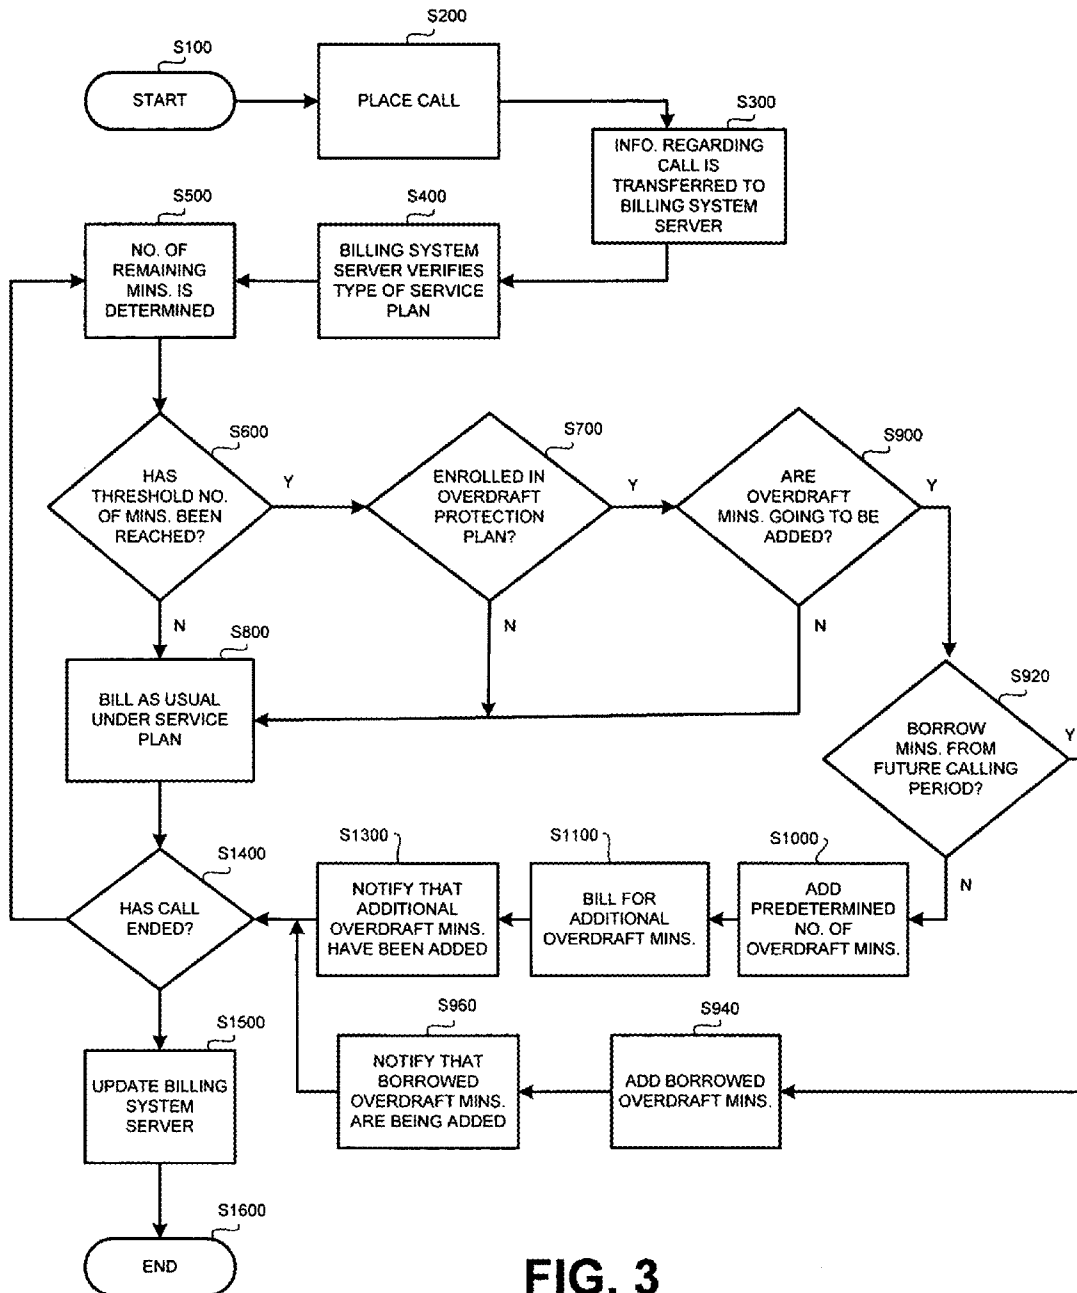 S100
START
S200
PLACE CALL
S300
INFO. REGARDING
CALL IS
TRANSFERRED TO
BILLING SYSTEM
SERVER
S400
BILLING SYSTEM
SERVER VERIFIES
TYPE OF SERVICE
PLAN
S500
NO. OF
REMAINING
MINS. IS
DETERMINED
S600
HAS
THRESHOLD NO.
OF MINS. BEEN
REACHED?
Y
N
S700
ENROLLED IN
OVERDRAFT
PROTECTION
PLAN?
Y
N
S900
ARE
OVERDRAFT
MINS. GOING TO BE
ADDED?
Y
N
S800
BILL AS USUAL
UNDER SERVICE
PLAN
S920
BORROW
MINS. FROM
FUTURE CALLING
PERIOD?
Y
N
S1000
ADD
PREDETERMINED
NO. OF
OVERDRAFT MINS.
S1100
BILL FOR
ADDITIONAL
OVERDRAFT MINS.
S1300
NOTIFY THAT
ADDITIONAL
OVERDRAFT MINS.
HAVE BEEN ADDED
S1400
HAS CALL
ENDED?
S940
ADD BORROWED
OVERDRAFT MINS.
S960
NOTIFY THAT
BORROWED
OVERDRAFT MINS.
ARE BEING ADDED
S1500
UPDATE BILLING
SYSTEM
SERVER
S1600
END
FIG. 3